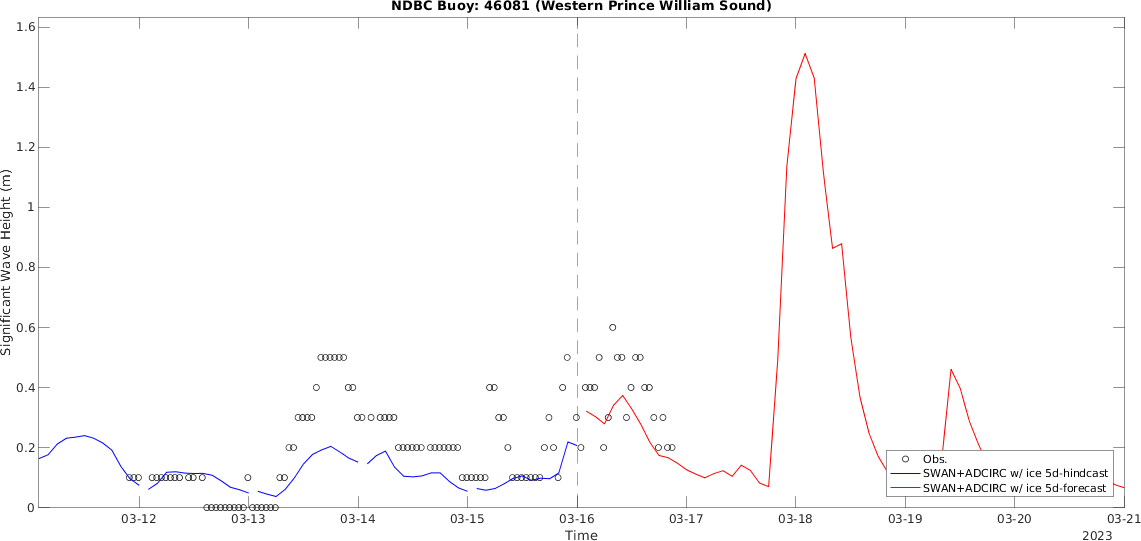 NDBC Buoy: 46081 (Western Prince William Sound)
1.6
1.4
1.2
1
0.8
0.6
0.4
0.2
0
Significant Wave Height (m)
Obs.
SWAN+ADCIRC w/ ice 5d-hindcast
SWAN+ADCIRC w/ ice 5d-forecast
03-12 03-13 03-14 03-15 03-16 03-17 03-18 03-19 03-20 03-21
Time
2023